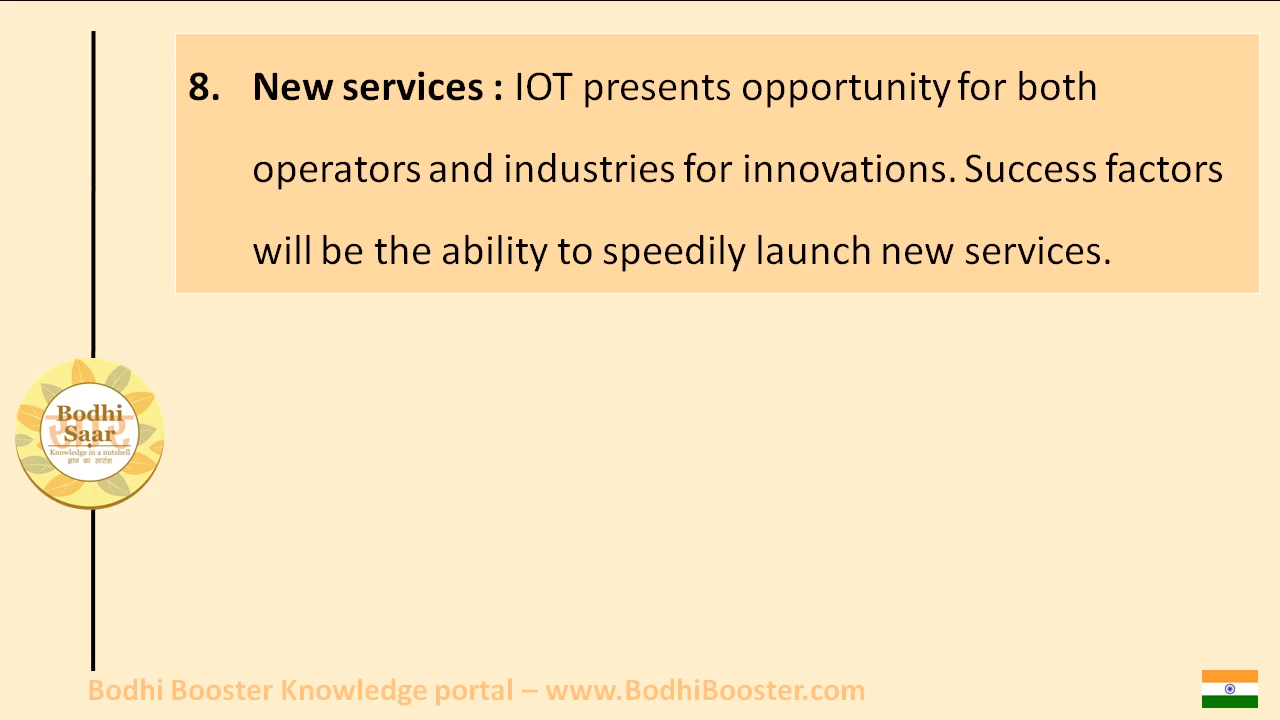 8. New services : IOT presents opportunity for both
operators and industries for innovations. Success factors
will be the ability to speedily launch new services.
Bodhi
Saar
Knowledge in a nutshell
ज्ञान का सारांश
Bodhi Booster Knowledge portal – www.BodhiBooster.com